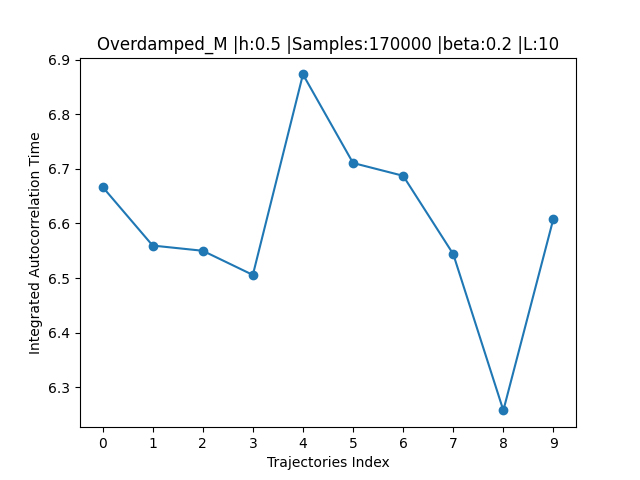 Overdamped_M |h:0.5 |Samples:170000 |beta:0.2 |L:10
6.9
6.8
6.7
6.6
6.5
6.4
6.3
Integrated Autocorrelation Time
0 1 2 3 4 5 6 7 8 9
Trajectories Index